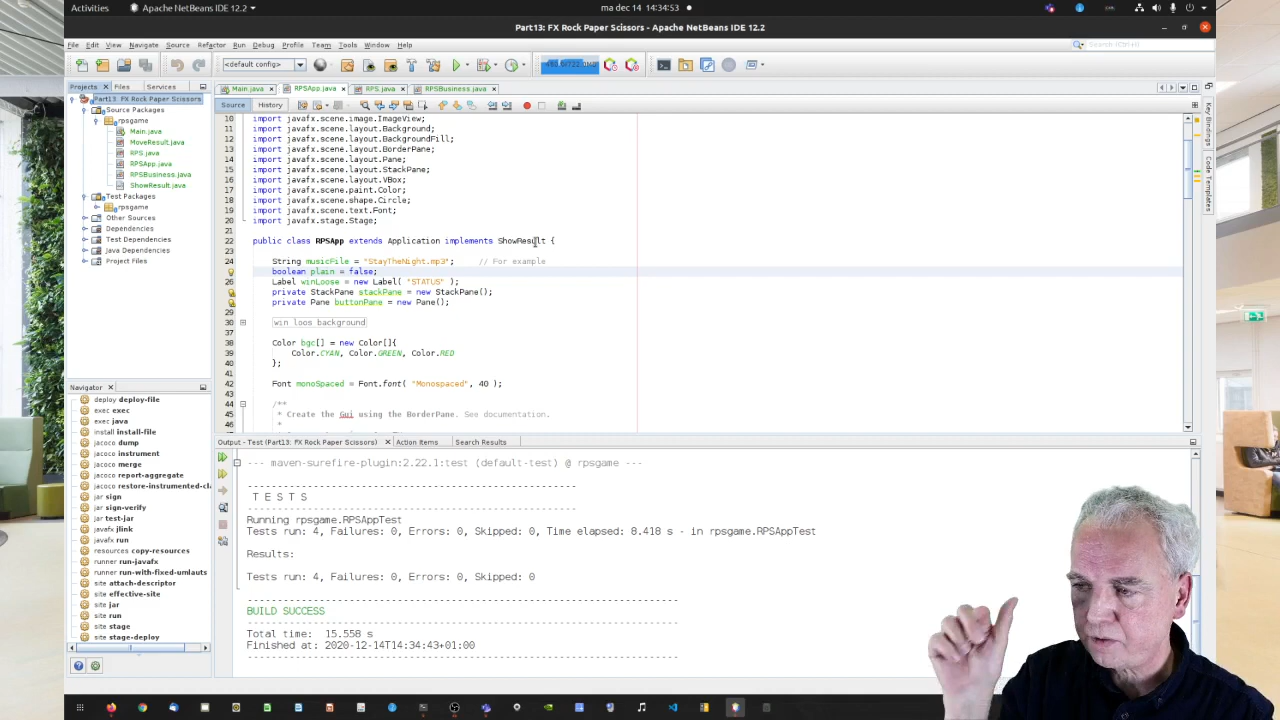 Activities
Apache NetBeans IDE 12.2
ma dec 14 14:34:53
Part13: FX Rock Paper Scissors - Apache NetBeans IDE 12.2
File Edit View Navigate Source Refactor Run Debug Profile Team Tools Window Help
Search (Ctrl+I)
<default config>
Projects Files Services
Main.java RPSApp.java RPS.java RPSBusiness.java
Source History
Part13: FX Rock Paper Scissors
Source Packages
rpsgame
Main.java
MoveResult.java
RPS.java
RPSApp.java
RPSBusiness.java
ShowResult.java
Test Packages
rpsgame
Other Sources
Dependencies
Test Dependencies
Java Dependencies
Project Files
Navigator
deploy deploy-file
exec exec
exec java
install install-file
jacoco dump
jacoco instrument
jacoco merge
jacoco report-aggregate
jacoco restore-instrumented-cla
jar sign
jar sign-verify
jar test-jar
javafx jlink
javafx run
resources copy-resources
runner run-javafx
runner run-with-fixed-umlauts
site attach-descriptor
site effective-site
site jar
site run
site stage
site stage-deploy
10 import javafx.scene.image.ImageView;
11 import javafx.scene.layout.Background;
12 import javafx.scene.layout.BackgroundFill;
13 import javafx.scene.layout.BorderPane;
14 import javafx.scene.layout.Pane;
15 import javafx.scene.layout.StackPane;
16 import javafx.scene.layout.VBox;
17 import javafx.scene.paint.Color;
18 import javafx.scene.shape.Circle;
19 import javafx.scene.text.Font;
20 import javafx.stage.Stage;
21
22 public class RPSApp extends Application implements ShowResult {
23
24 String musicFile = "StayTheNight.mp3"; // For example
boolean plain = false;
26 Label winLoose = new Label( "STATUS" );
private StackPane stackPane = new StackPane();
private Pane buttonPane = new Pane();
29
30 win loos background
37
38 Color bgc[] = new Color[]{
39 Color.CYAN, Color.GREEN, Color.RED
40 };
41
42 Font monoSpaced = Font.font( "Monospaced", 40 );
43
44 /**
45 * Create the Gui using the BorderPane. See documentation.
Key Bindings
Code Templates
Output - Test (Part13: FX Rock Paper Scissors) Action Items Search Results
--- maven-surefire-plugin:2.22.1:test (default-test) @ rpsgame ---
-------------------------------------------------------
T E S T S
-------------------------------------------------------
Running rpsgame.RPSAppTest
Tests run: 4, Failures: 0, Errors: 0, Skipped: 0, Time elapsed: 8.418 s - in rpsgame.RPSAppTest
Results:
Tests run: 4, Failures: 0, Errors: 0, Skipped: 0
------------------------------------------------------------------------
BUILD SUCCESS
------------------------------------------------------------------------
Total time: 15.558 s
Finished at: 2020-12-14T14:34:43+01:00
------------------------------------------------------------------------